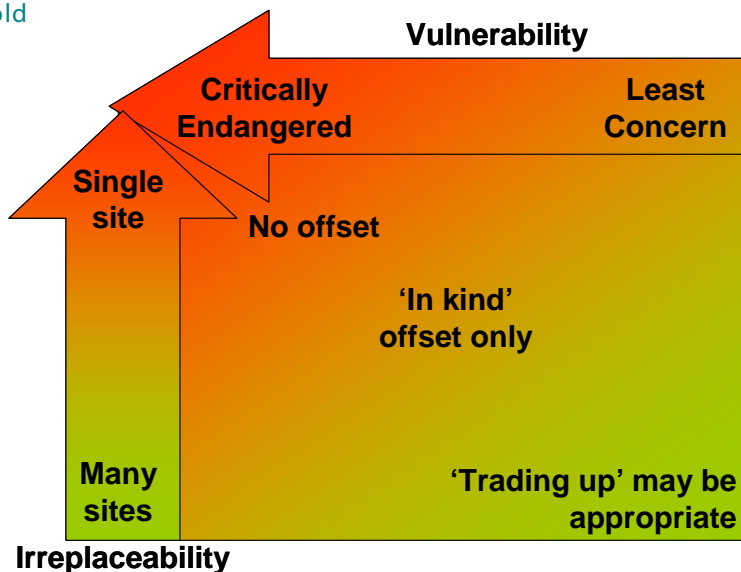 old
Vulnerability
Critically
Endangered
Least
Concern
Single
site
No offset
‘In kind’
offset only
Many
sites
‘Trading up’ may be
appropriate
Irreplaceability